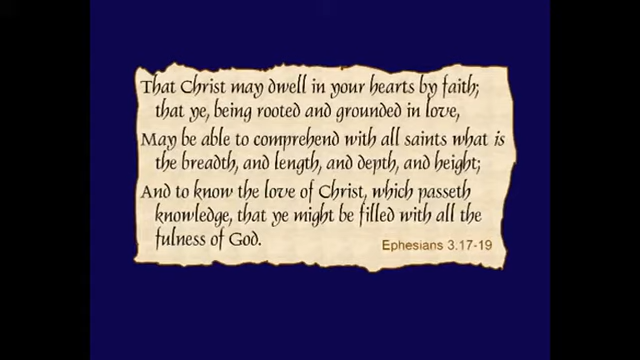 That Christ may dwell in your hearts by faith;
that ye, being rooted and grounded in love,
May be able to comprehend with all saints what is
the breadth, and length, and depth, and height;
And to know the love of Christ, which passeth
knowledge, that ye might be filled with all the
fulness of God.
Ephesians 3.17-19